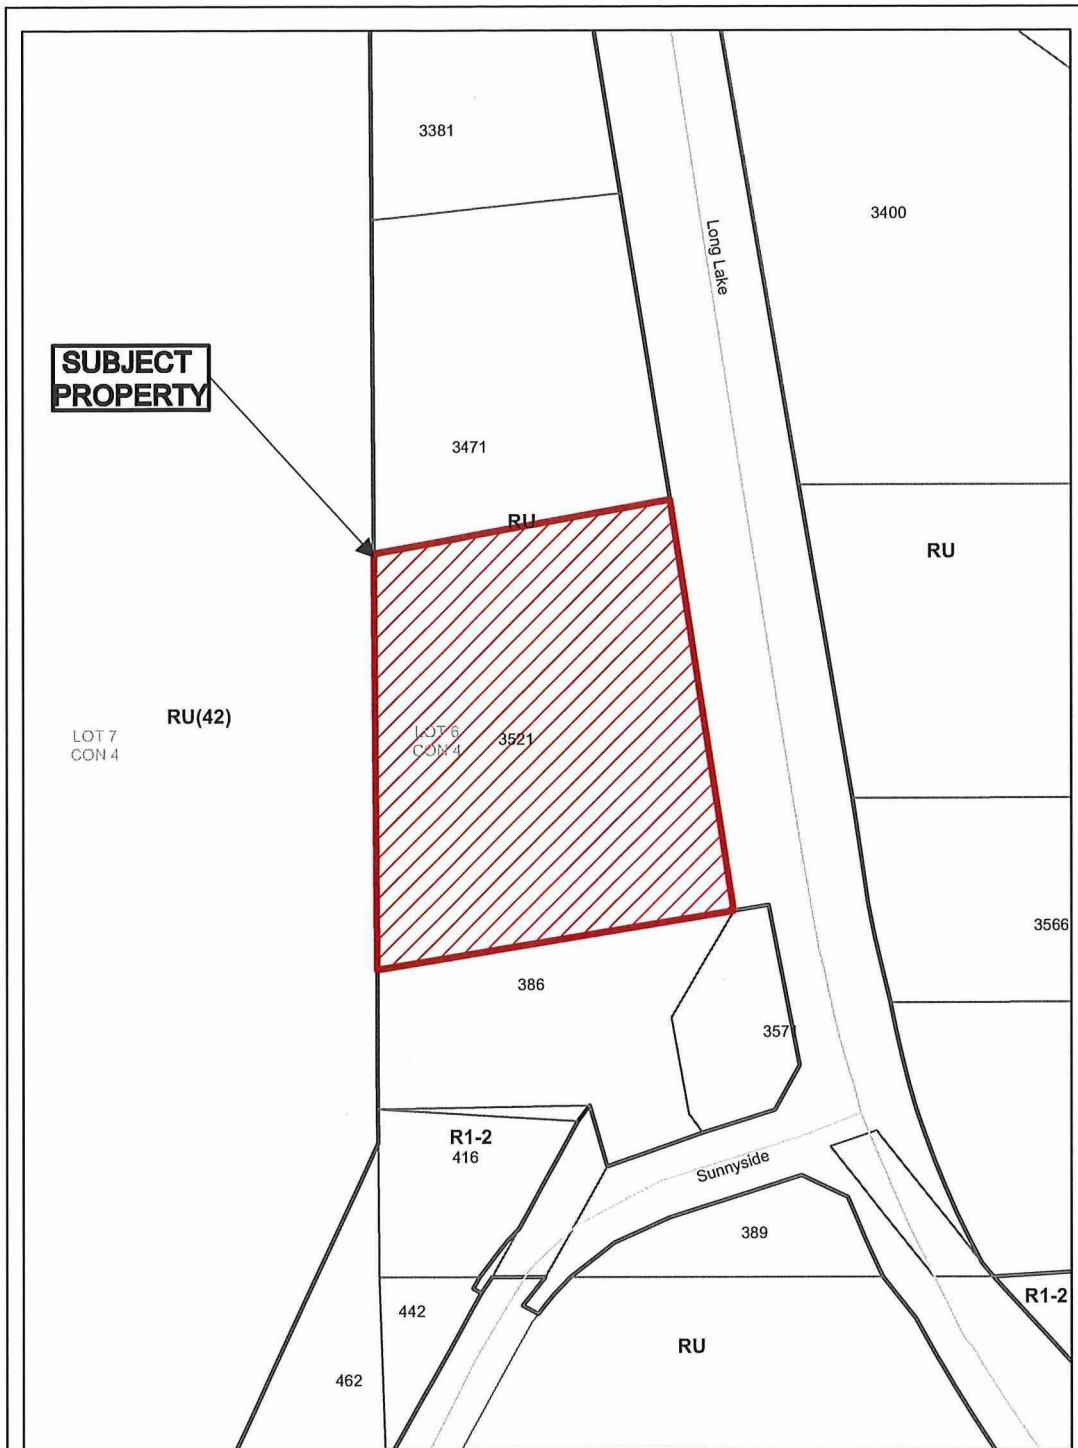 3381
3400
Long Lake
SUBJECT
PROPERTY
3471
RU
RU
RU(42)
LOT 7
CON 4
LOT 6
CON 4
3521
3566
386
357
R1-2
416
Sunnyside
389
442
R1-2
RU
462